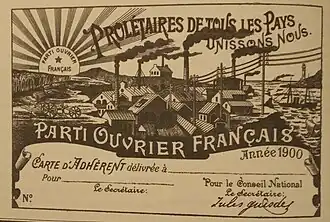 PROLÉTAIRES DE TOUS LES PAYS
UNISSONS NOUS.
PARTI OUVRIER
FRANÇAIS
PARTI OUVRIER FRANÇAIS
Année 1900
CARTE D'ADHÉRENT délivrée à
Pour
Le Secrétaire:
Pour le Conseil National
Le Secrétaire:
Jules Guesde
N°